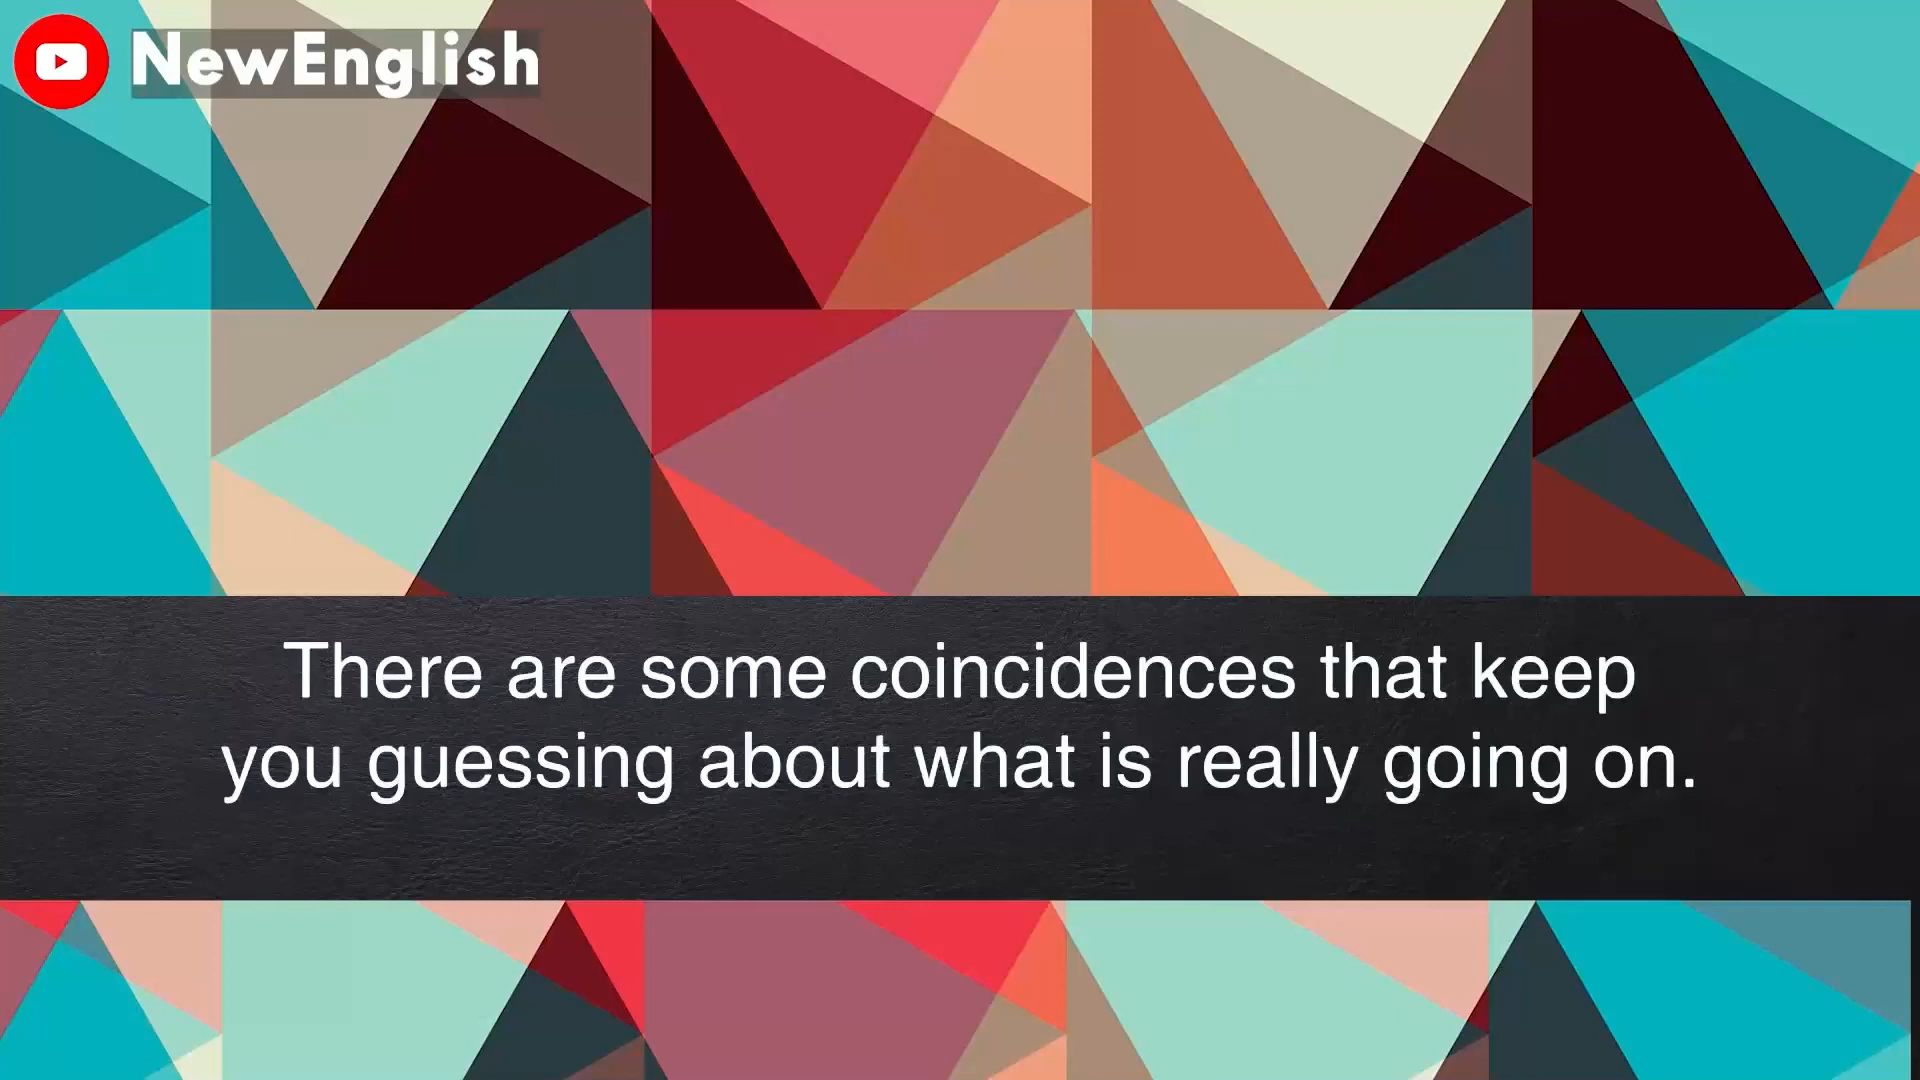 NewEnglish
There are some coincidences that keep
you guessing about what is really going on.